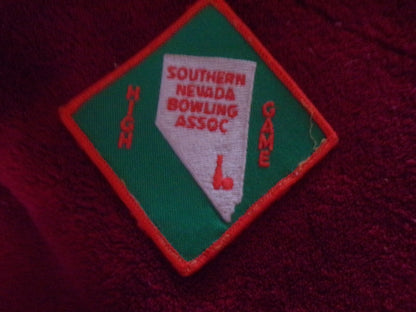 HIGH
SOUTHERN
NEVADA
BOWLING
ASSOC
GAME